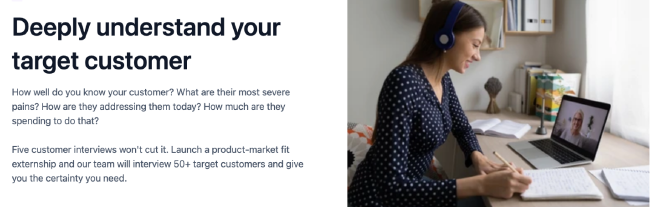 Deeply understand your
target customer
How well do you know your customer? What are their most severe
pains? How are they addressing them today? How much are they
spending to do that?
Five customer interviews won't cut it. Launch a product-market fit
externship and our team will interview 50+ target customers and give
you the certainty you need.